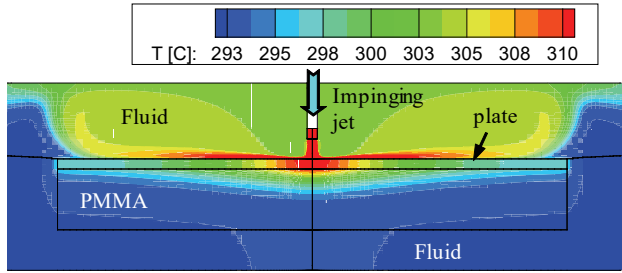 T [C]: 293 295 298 300 303 305 308 310
Impinging
jet
Fluid
plate
PMMA
Fluid